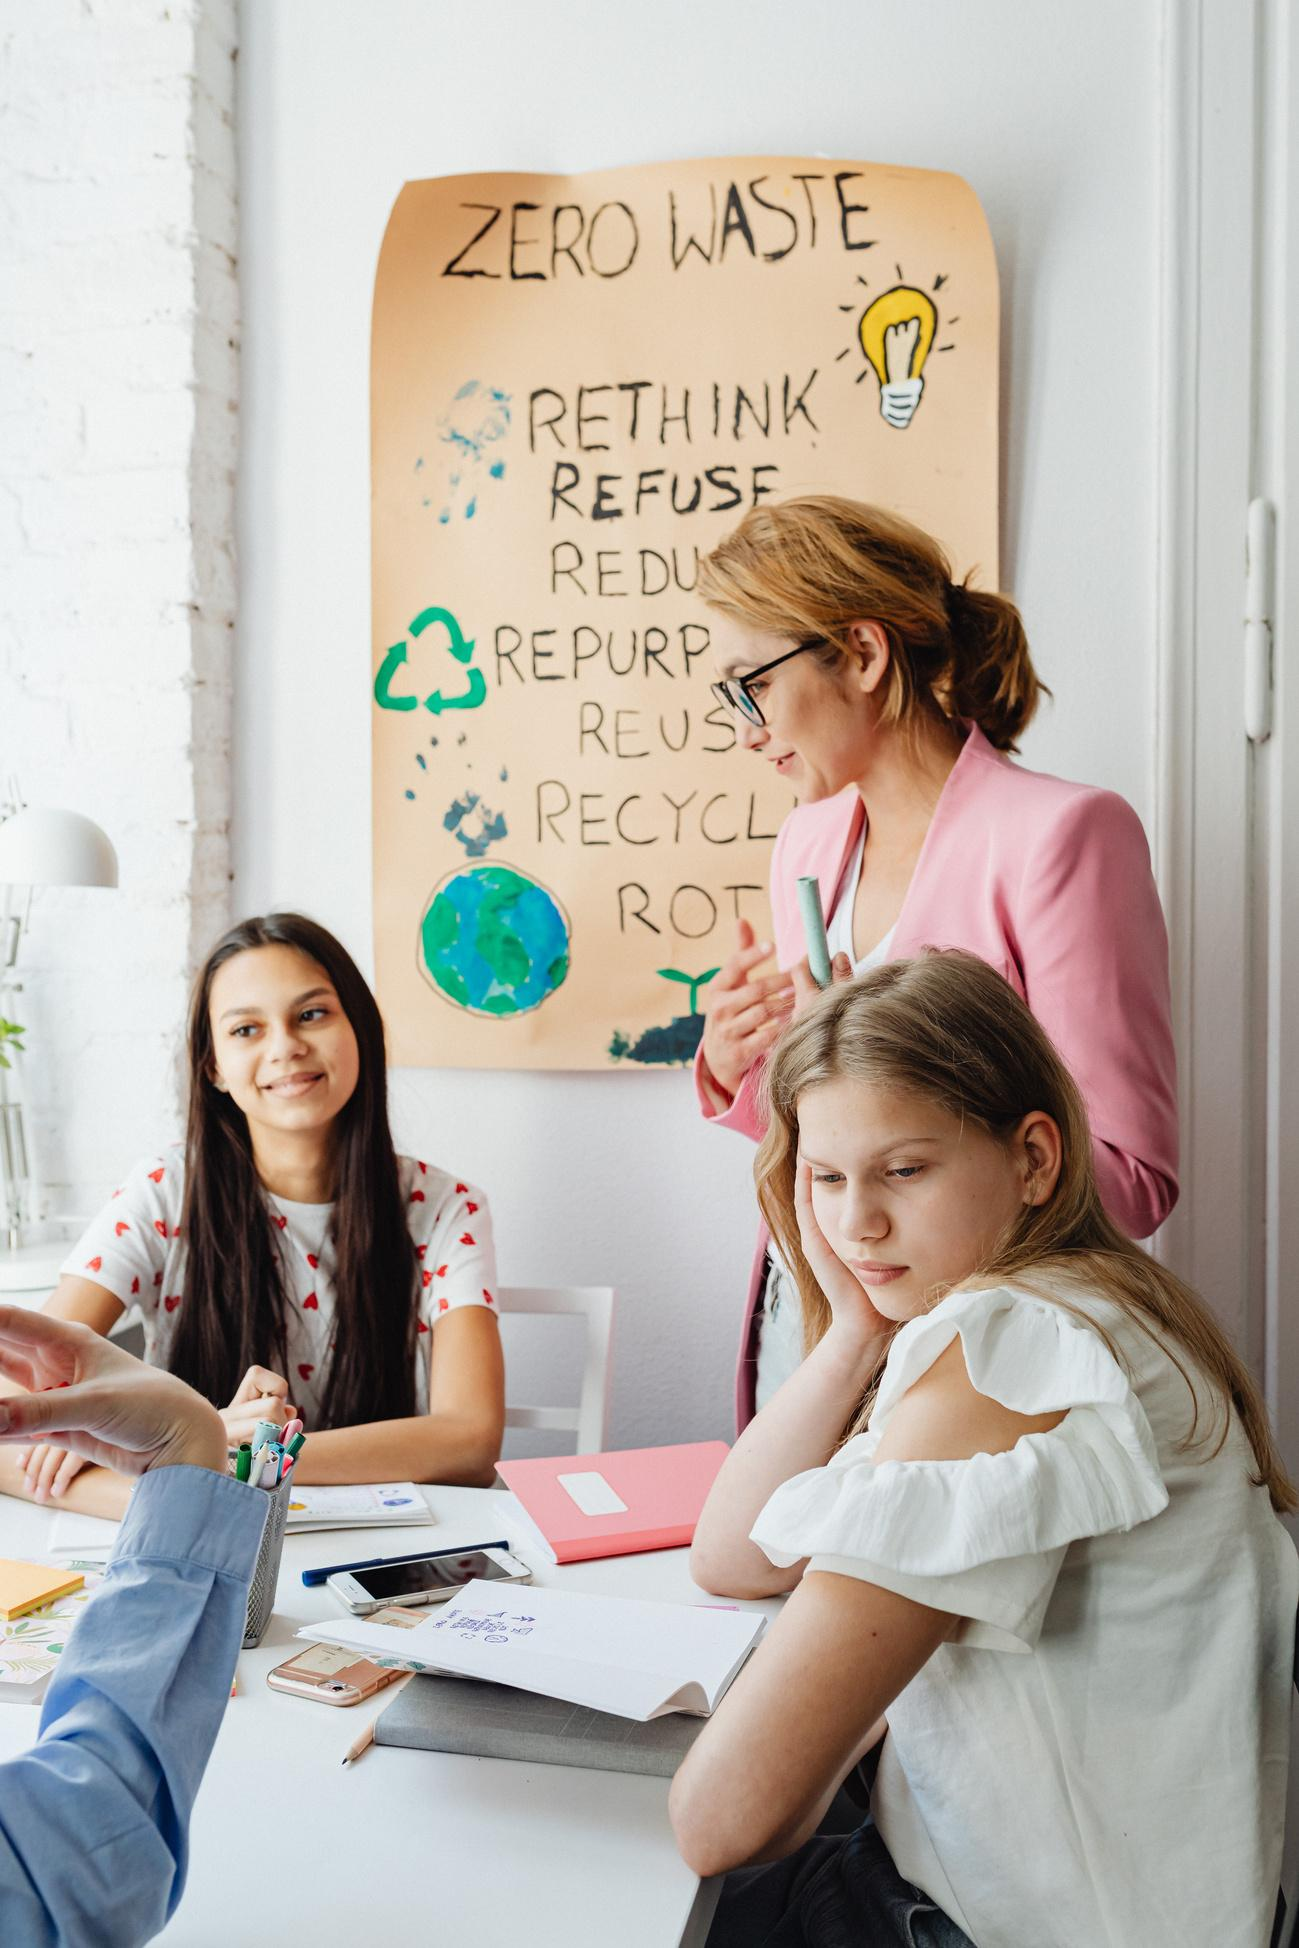 ZERO WASTE
RETHINK
REFUSE
REDU
REPURP
REUS
RECYCL
ROT